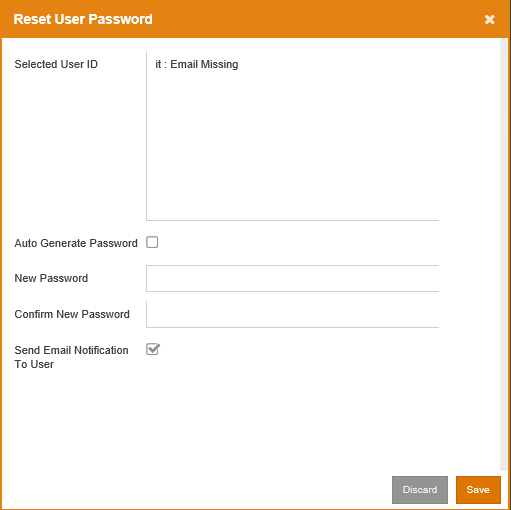 Reset User Password
Selected User ID
it : Email Missing
Auto Generate Password
New Password
Confirm New Password
Send Email Notification
To User
Discard
Save